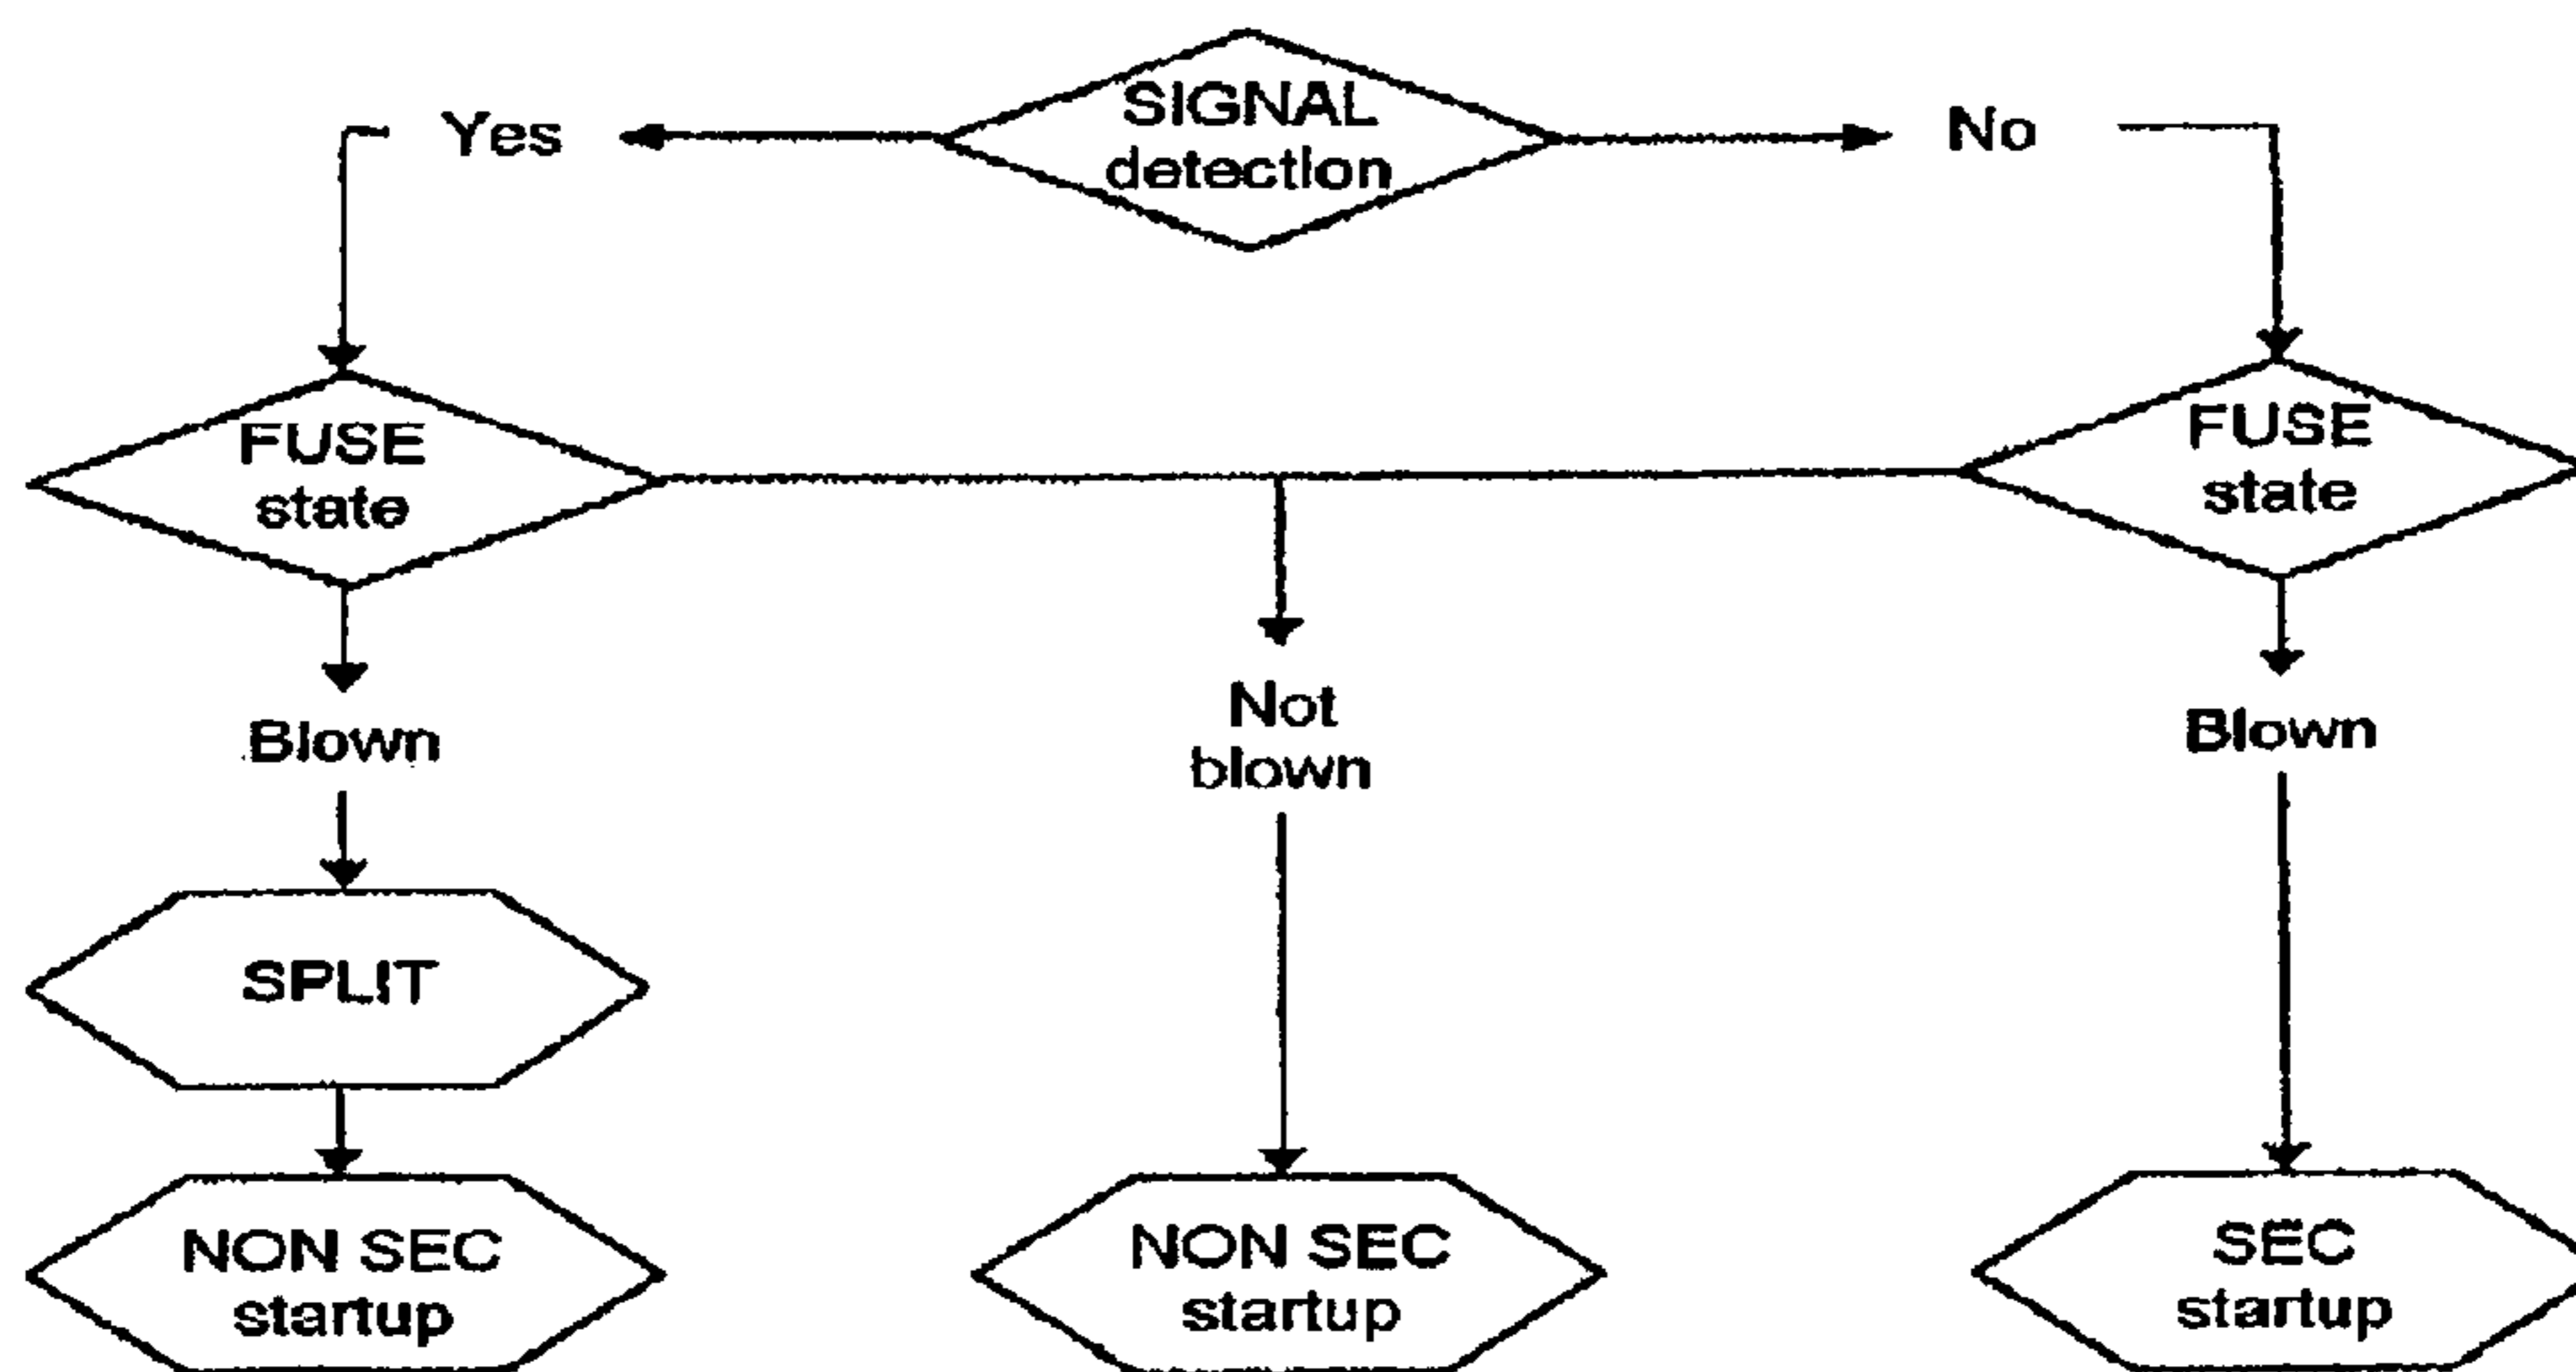 SIGNAL
detection
Yes
No
FUSE
state
FUSE
state
Blown
Not
blown
Blown
SPLIT
NON SEC
startup
NON SEC
startup
SEC
startup